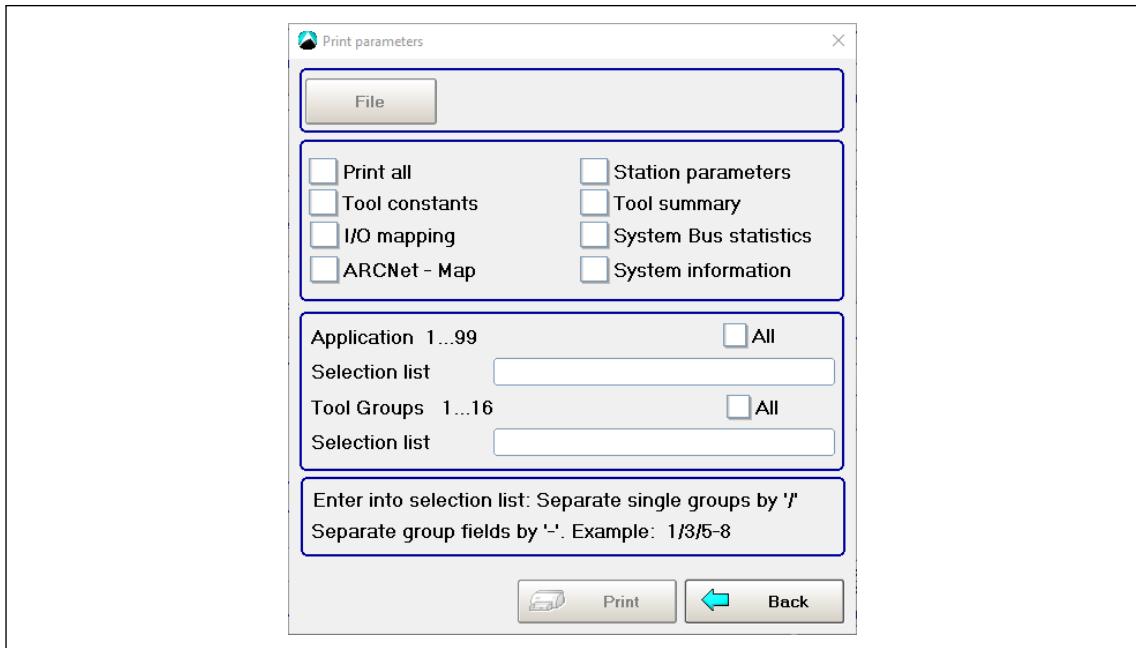 Print parameters
File
Print all
Station parameters
Tool constants
Tool summary
I/O mapping
System Bus statistics
ARCNet - Map
System information
Application 1...99
All
Selection list
Tool Groups 1...16
All
Selection list
Enter into selection list: Separate single groups by '/'
Separate group fields by '-'. Example: 1/3/5-8
Print
Back